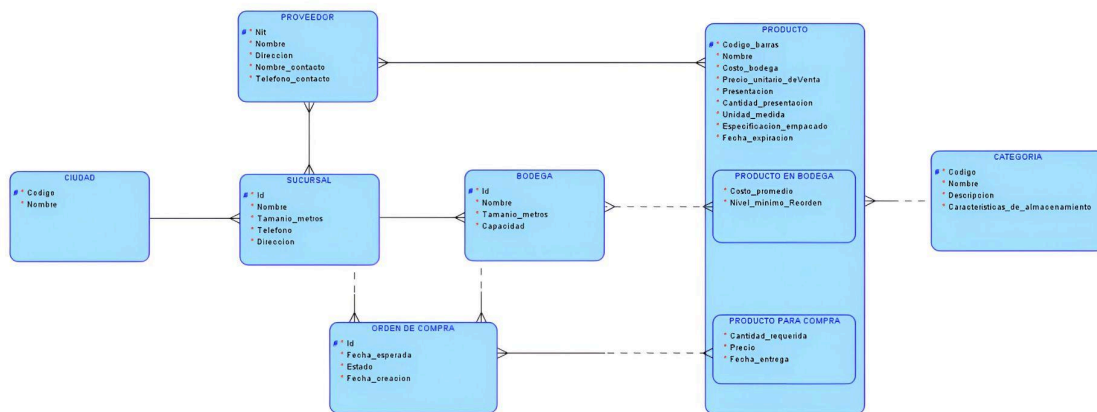 PROVEEDOR
# * Nit
* Nombre
* Direccion
* Nombre_contacto
* Telefono_contacto
PRODUCTO
# * Codigo_barras
* Nombre
* Costo_bodega
* Precio_unitario_deVenta
* Presentacion
* Cantidad_presentacion
* Unidad_medida
* Especificacion_empacado
* Fecha_expiracion
CIUDAD
# * Codigo
* Nombre
SUCURSAL
# * Id
* Nombre
* Tamanio_metros
* Telefono
* Direccion
BODEGA
# * Id
* Nombre
* Tamanio_metros
* Capacidad
PRODUCTO EN BODEGA
* Costo_promedio
* Nivel_minimo_Reorden
CATEGORIA
# * Codigo
* Nombre
* Descripcion
* Caracteristicas_de_almacenamiento
ORDEN DE COMPRA
# * Id
* Fecha_esperada
* Estado
* Fecha_creacion
PRODUCTO PARA COMPRA
* Cantidad_requerida
* Precio
* Fecha_entrega